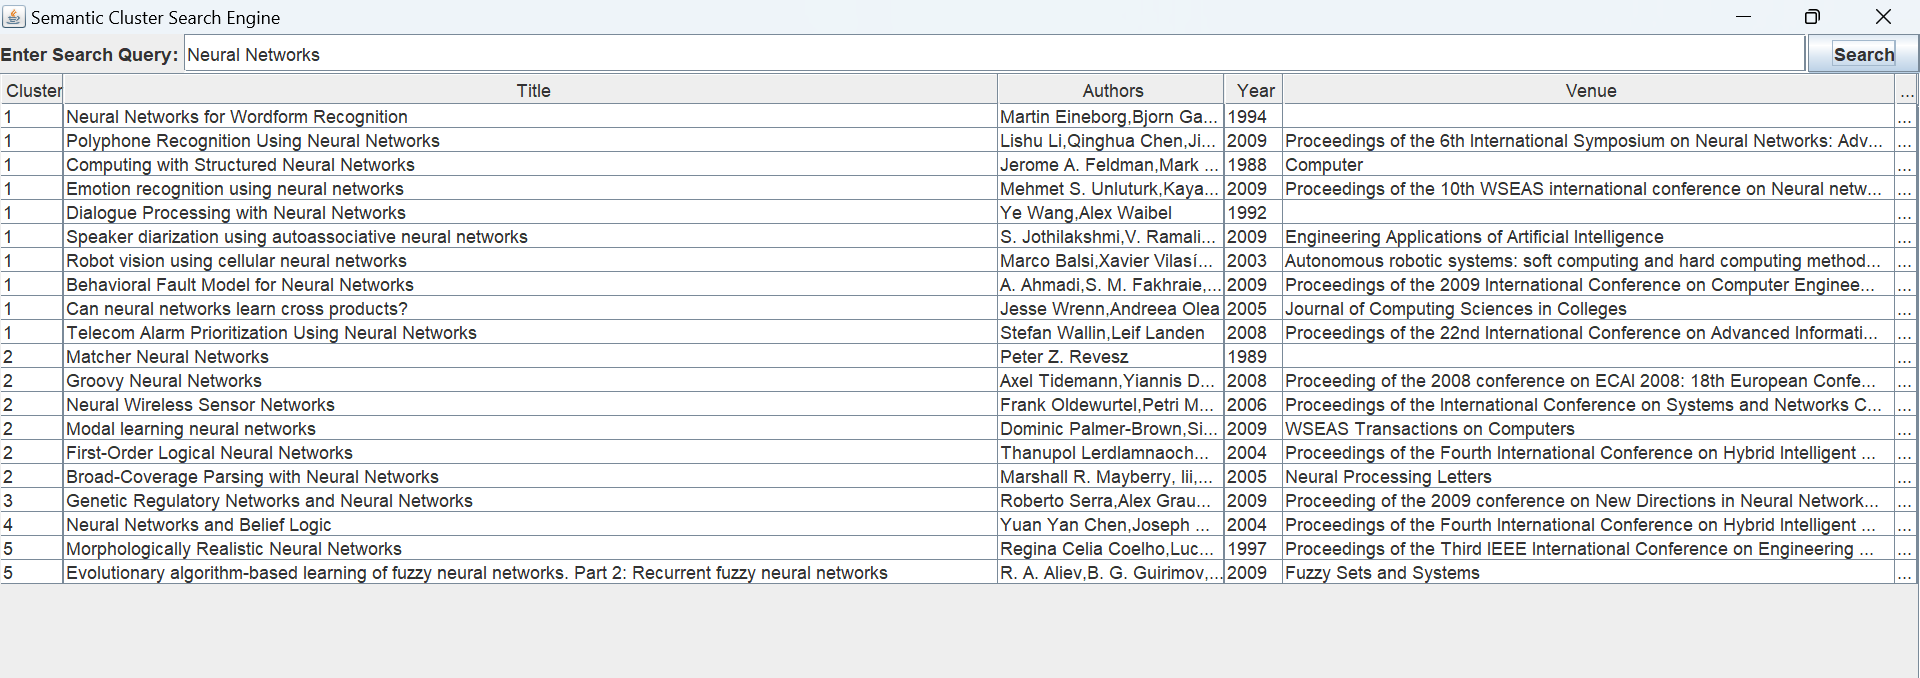 Semantic Cluster Search Engine
Enter Search Query: Neural Networks Search
Cluster Title Authors Year Venue ...
1 Neural Networks for Wordform Recognition Martin Eineborg,Bjorn Ga... 1994 ...
1 Polyphone Recognition Using Neural Networks Lishu Li,Qinghua Chen,Ji... 2009 Proceedings of the 6th International Symposium on Neural Networks: Adv... ...
1 Computing with Structured Neural Networks Jerome A. Feldman,Mark ... 1988 Computer ...
1 Emotion recognition using neural networks Mehmet S. Unluturk,Kaya... 2009 Proceedings of the 10th WSEAS international conference on Neural netw... ...
1 Dialogue Processing with Neural Networks Ye Wang,Alex Waibel 1992 ...
1 Speaker diarization using autoassociative neural networks S. Jothilakshmi,V. Ramali... 2009 Engineering Applications of Artificial Intelligence ...
1 Robot vision using cellular neural networks Marco Balsi,Xavier Vilasí... 2003 Autonomous robotic systems: soft computing and hard computing method... ...
1 Behavioral Fault Model for Neural Networks A. Ahmadi,S. M. Fakhraie,... 2009 Proceedings of the 2009 International Conference on Computer Enginee... ...
1 Can neural networks learn cross products? Jesse Wrenn,Andreea Olea 2005 Journal of Computing Sciences in Colleges ...
1 Telecom Alarm Prioritization Using Neural Networks Stefan Wallin,Leif Landen 2008 Proceedings of the 22nd International Conference on Advanced Informati... ...
2 Matcher Neural Networks Peter Z. Revesz 1989 ...
2 Groovy Neural Networks Axel Tidemann,Yiannis D... 2008 Proceeding of the 2008 conference on ECAI 2008: 18th European Confe... ...
2 Neural Wireless Sensor Networks Frank Oldewurtel,Petri M... 2006 Proceedings of the International Conference on Systems and Networks C... ...
2 Modal learning neural networks Dominic Palmer-Brown,Si... 2009 WSEAS Transactions on Computers ...
2 First-Order Logical Neural Networks Thanupol Lerdlamnaoch... 2004 Proceedings of the Fourth International Conference on Hybrid Intelligent ... ...
2 Broad-Coverage Parsing with Neural Networks Marshall R. Mayberry, Iii,... 2005 Neural Processing Letters ...
3 Genetic Regulatory Networks and Neural Networks Roberto Serra,Alex Grau... 2009 Proceeding of the 2009 conference on New Directions in Neural Network... ...
4 Neural Networks and Belief Logic Yuan Yan Chen,Joseph ... 2004 Proceedings of the Fourth International Conference on Hybrid Intelligent ... ...
5 Morphologically Realistic Neural Networks Regina Celia Coelho,Luc... 1997 Proceedings of the Third IEEE International Conference on Engineering ... ...
5 Evolutionary algorithm-based learning of fuzzy neural networks. Part 2: Recurrent fuzzy neural networks R. A. Aliev,B. G. Guirimov,... 2009 Fuzzy Sets and Systems ...